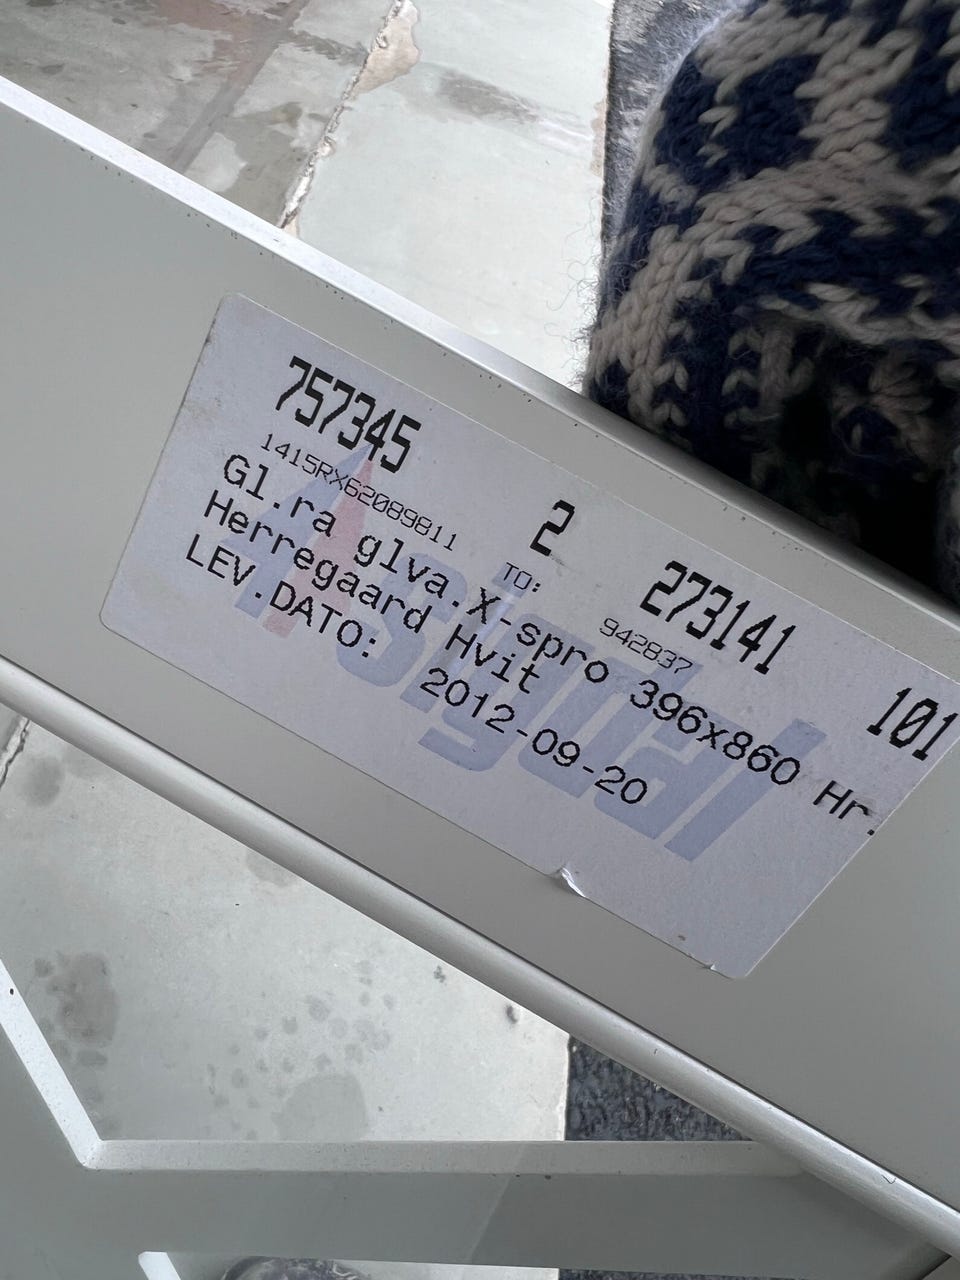 757345 2 273141 101
1415RX62089811 TO: 942837
Gl.ra glva.X-spro 396x860 Hr.
Herregaard Hvit
LEV.DATO: 2012-09-20
sigdal